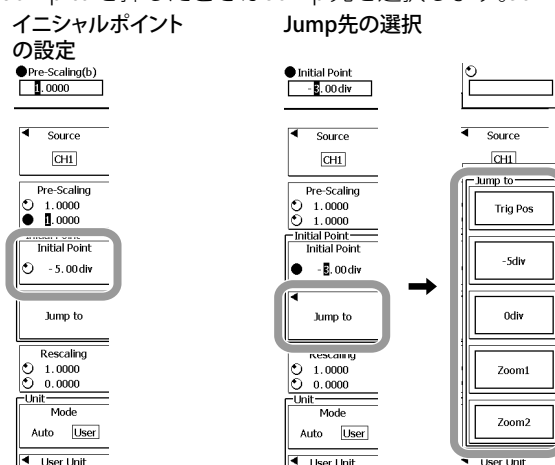 イニシャルポイント
の設定
Pre-Scaling(b)
1.0000
Source
CH1
Pre-Scaling
1.0000
1.0000
Initial Point
Initial Point
-5.00div
Jump to
Rescaling
1.0000
0.0000
Unit
Mode
Auto User
User Unit
Jump先の選択
Initial Point
-3.00div
Source
CH1
Pre-Scaling
1.0000
1.0000
Initial Point
Initial Point
-3.00div
Jump to
Rescaling
1.0000
0.0000
Unit
Mode
Auto User
User Unit
Source
CH1
Jump to
Trig Pos
-5div
0div
Zoom1
Zoom2
User Unit